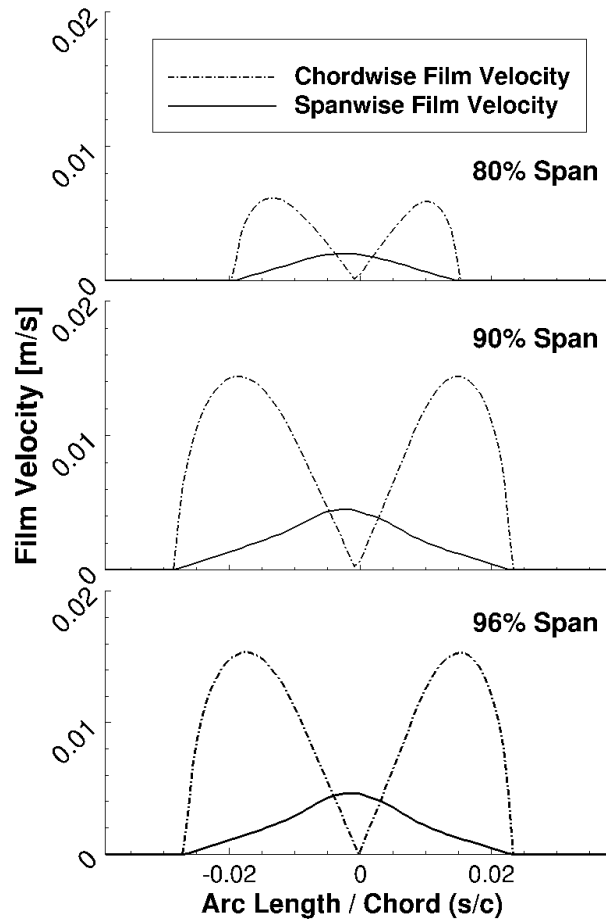 0.02
Chordwise Film Velocity
Spanwise Film Velocity
0.01
80% Span
0
0.02
90% Span
0.01
Film Velocity [m/s]
0
0.02
96% Span
0.01
0
-0.02 0 0.02
Arc Length / Chord (s/c)